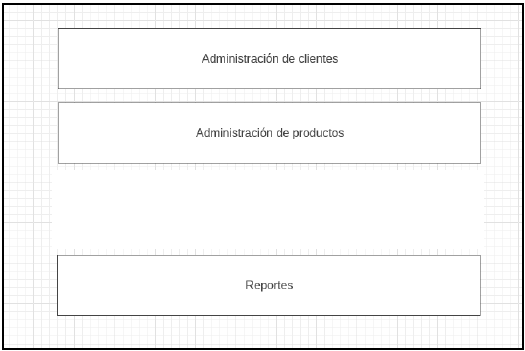 Administración de clientes
Administración de productos
Reportes